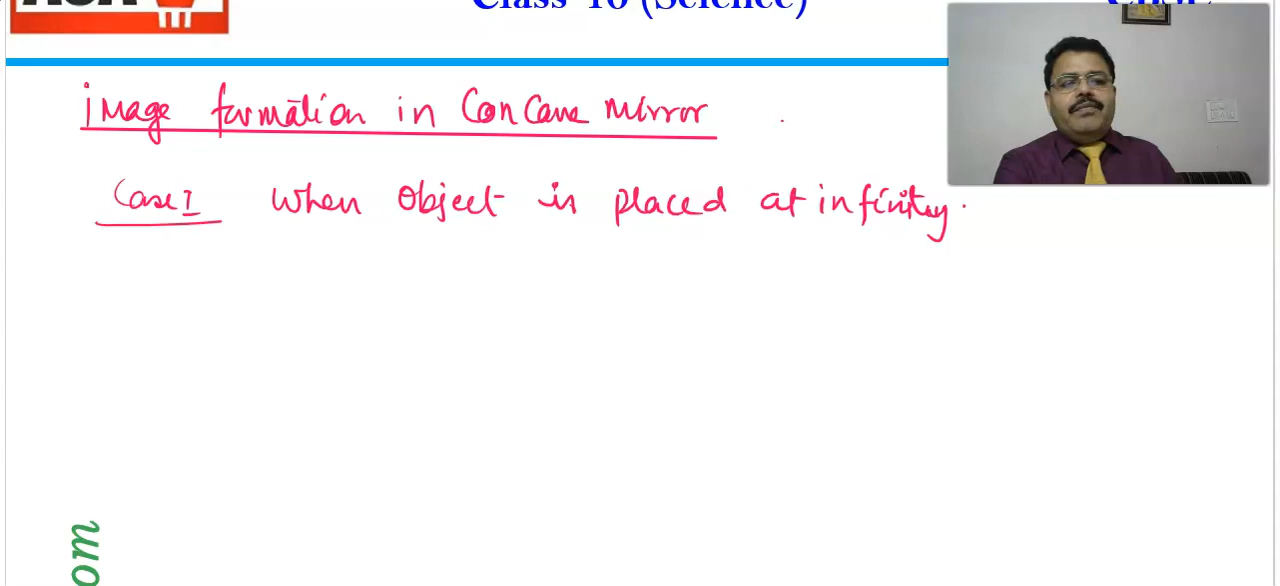 Class 10 (Science)
image formation in Concave mirror
Case I when object is placed at infinity.
om